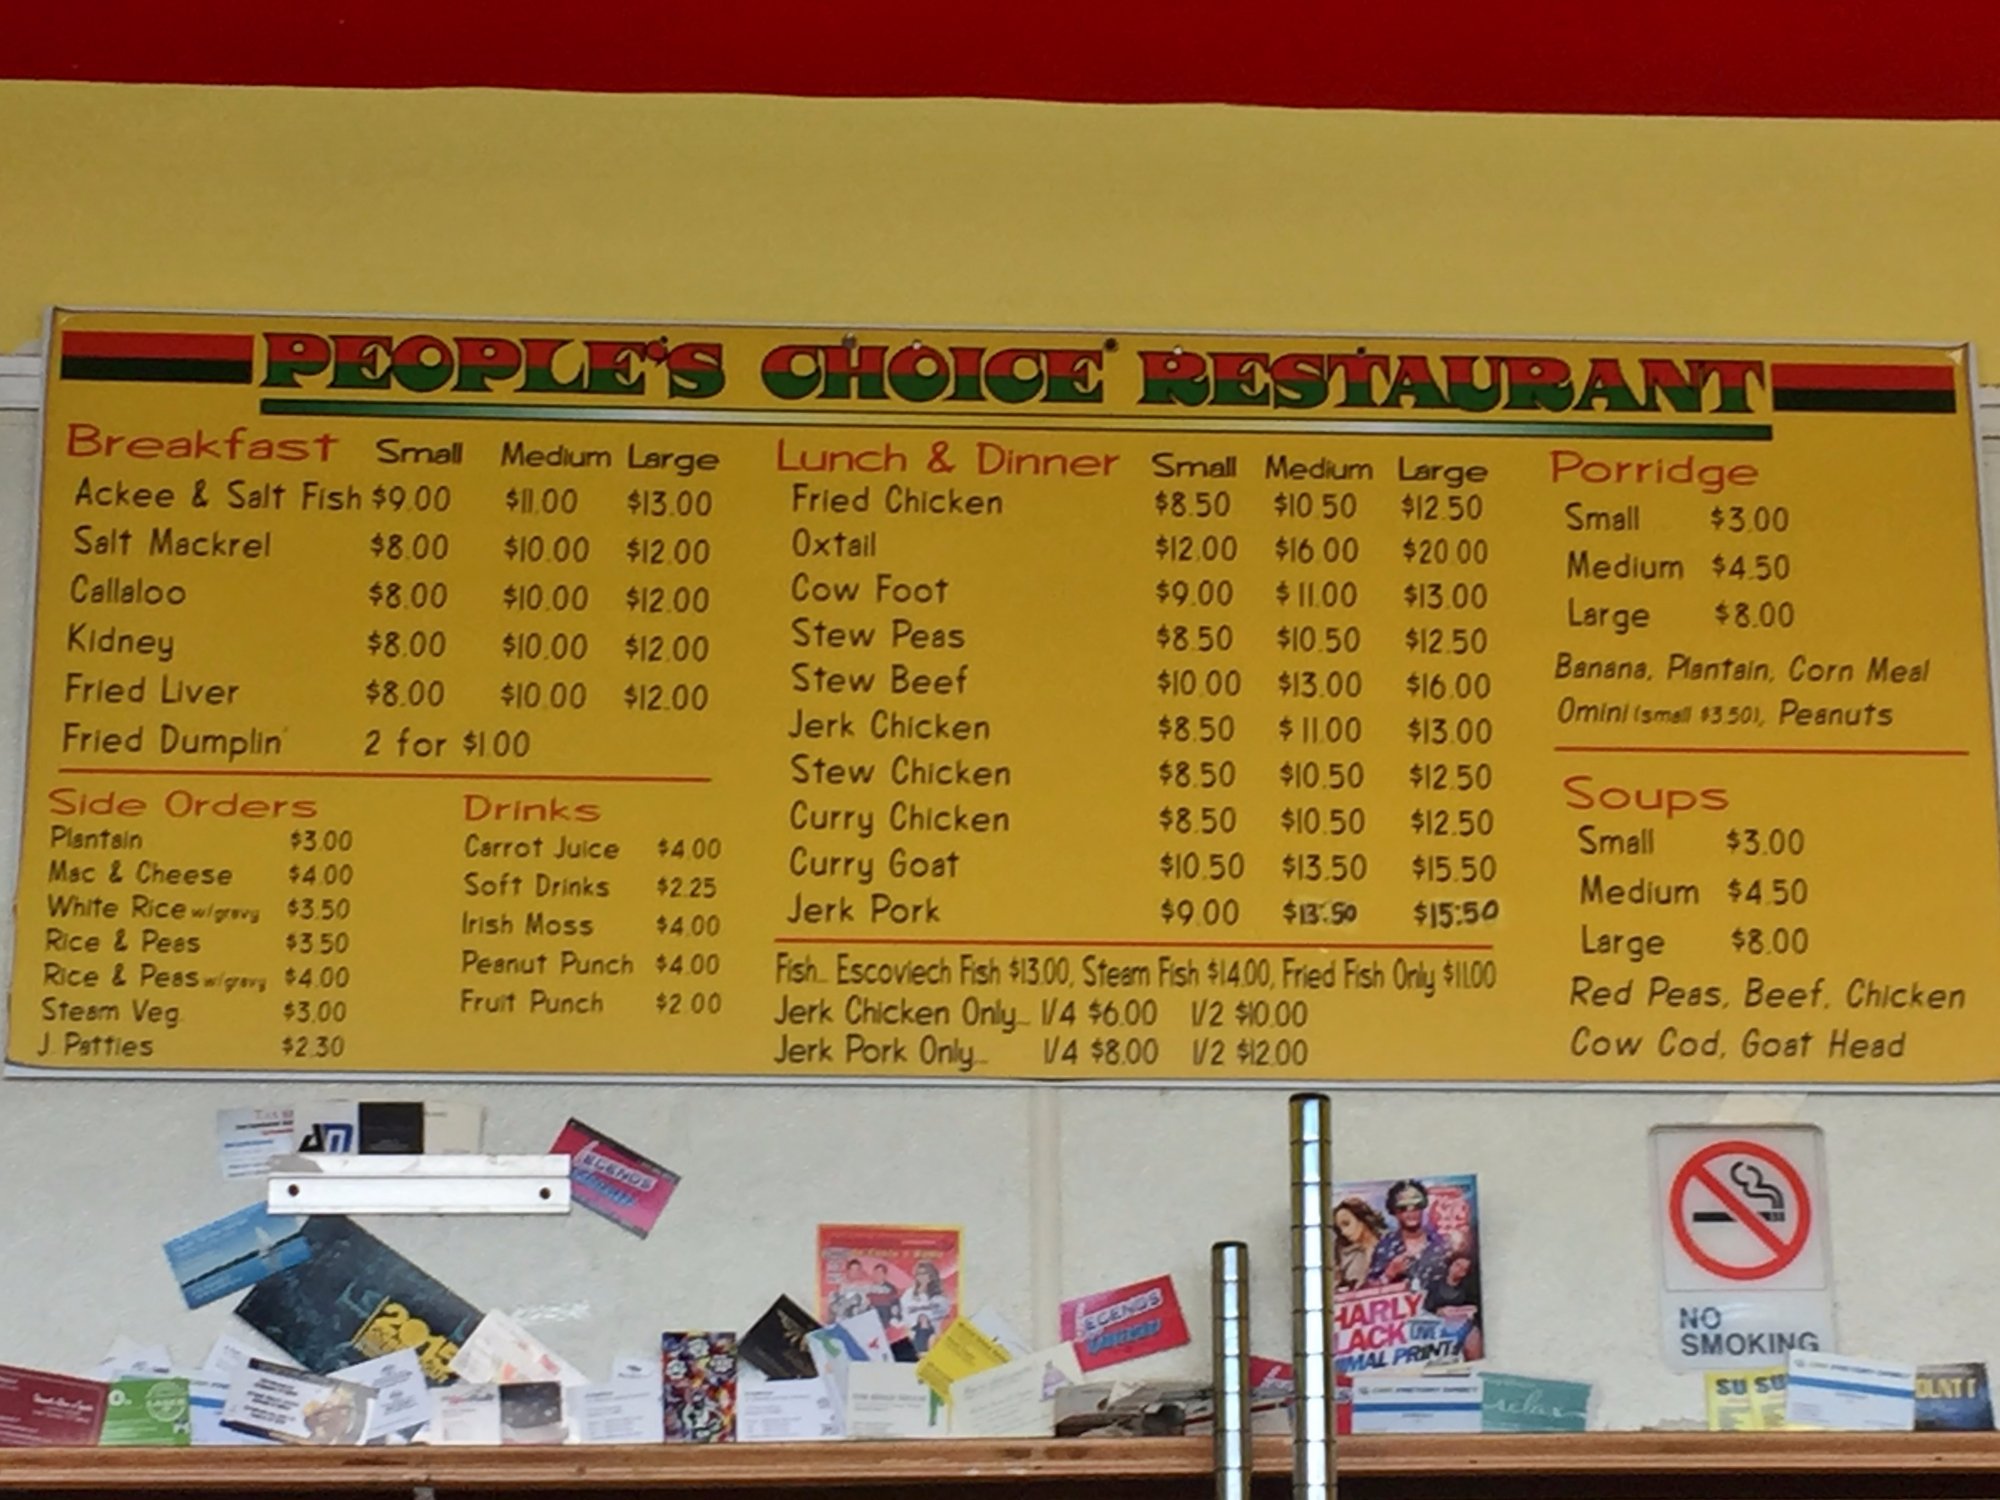 PEOPLE'S CHOICE RESTAURANT
Breakfast Small Medium Large
Ackee & Salt Fish $9.00 $11.00 $13.00
Salt Mackrel $8.00 $10.00 $12.00
Callaloo $8.00 $10.00 $12.00
Kidney $8.00 $10.00 $12.00
Fried Liver $8.00 $10.00 $12.00
Fried Dumplin' 2 for $1.00
Side Orders
Plantain $3.00
Mac & Cheese $4.00
White Rice w/gravy $3.50
Rice & Peas $3.50
Rice & Peas w/gravy $4.00
Steam Veg. $3.00
J. Patties $2.30
Drinks
Carrot Juice $4.00
Soft Drinks $2.25
Irish Moss $4.00
Peanut Punch $4.00
Fruit Punch $2.00
Lunch & Dinner Small Medium Large
Fried Chicken $8.50 $10.50 $12.50
Oxtail $12.00 $16.00 $20.00
Cow Foot $9.00 $11.00 $13.00
Stew Peas $8.50 $10.50 $12.50
Stew Beef $10.00 $13.00 $16.00
Jerk Chicken $8.50 $11.00 $13.00
Stew Chicken $8.50 $10.50 $12.50
Curry Chicken $8.50 $10.50 $12.50
Curry Goat $10.50 $13.50 $15.50
Jerk Pork $9.00 $13.50 $15.50
Fish... Escoviech Fish $13.00, Steam Fish $14.00, Fried Fish Only $11.00
Jerk Chicken Only... 1/4 $6.00 1/2 $10.00
Jerk Pork Only... 1/4 $8.00 1/2 $12.00
Porridge
Small $3.00
Medium $4.50
Large $8.00
Banana, Plantain, Corn Meal
Omini (small $3.50), Peanuts
Soups
Small $3.00
Medium $4.50
Large $8.00
Red Peas, Beef, Chicken
Cow Cod, Goat Head
LEGENDS
2015
LEGENDS
HARLY
LACK LIVE
MAL PRINT
NO
SMOKING
relax
SU SU